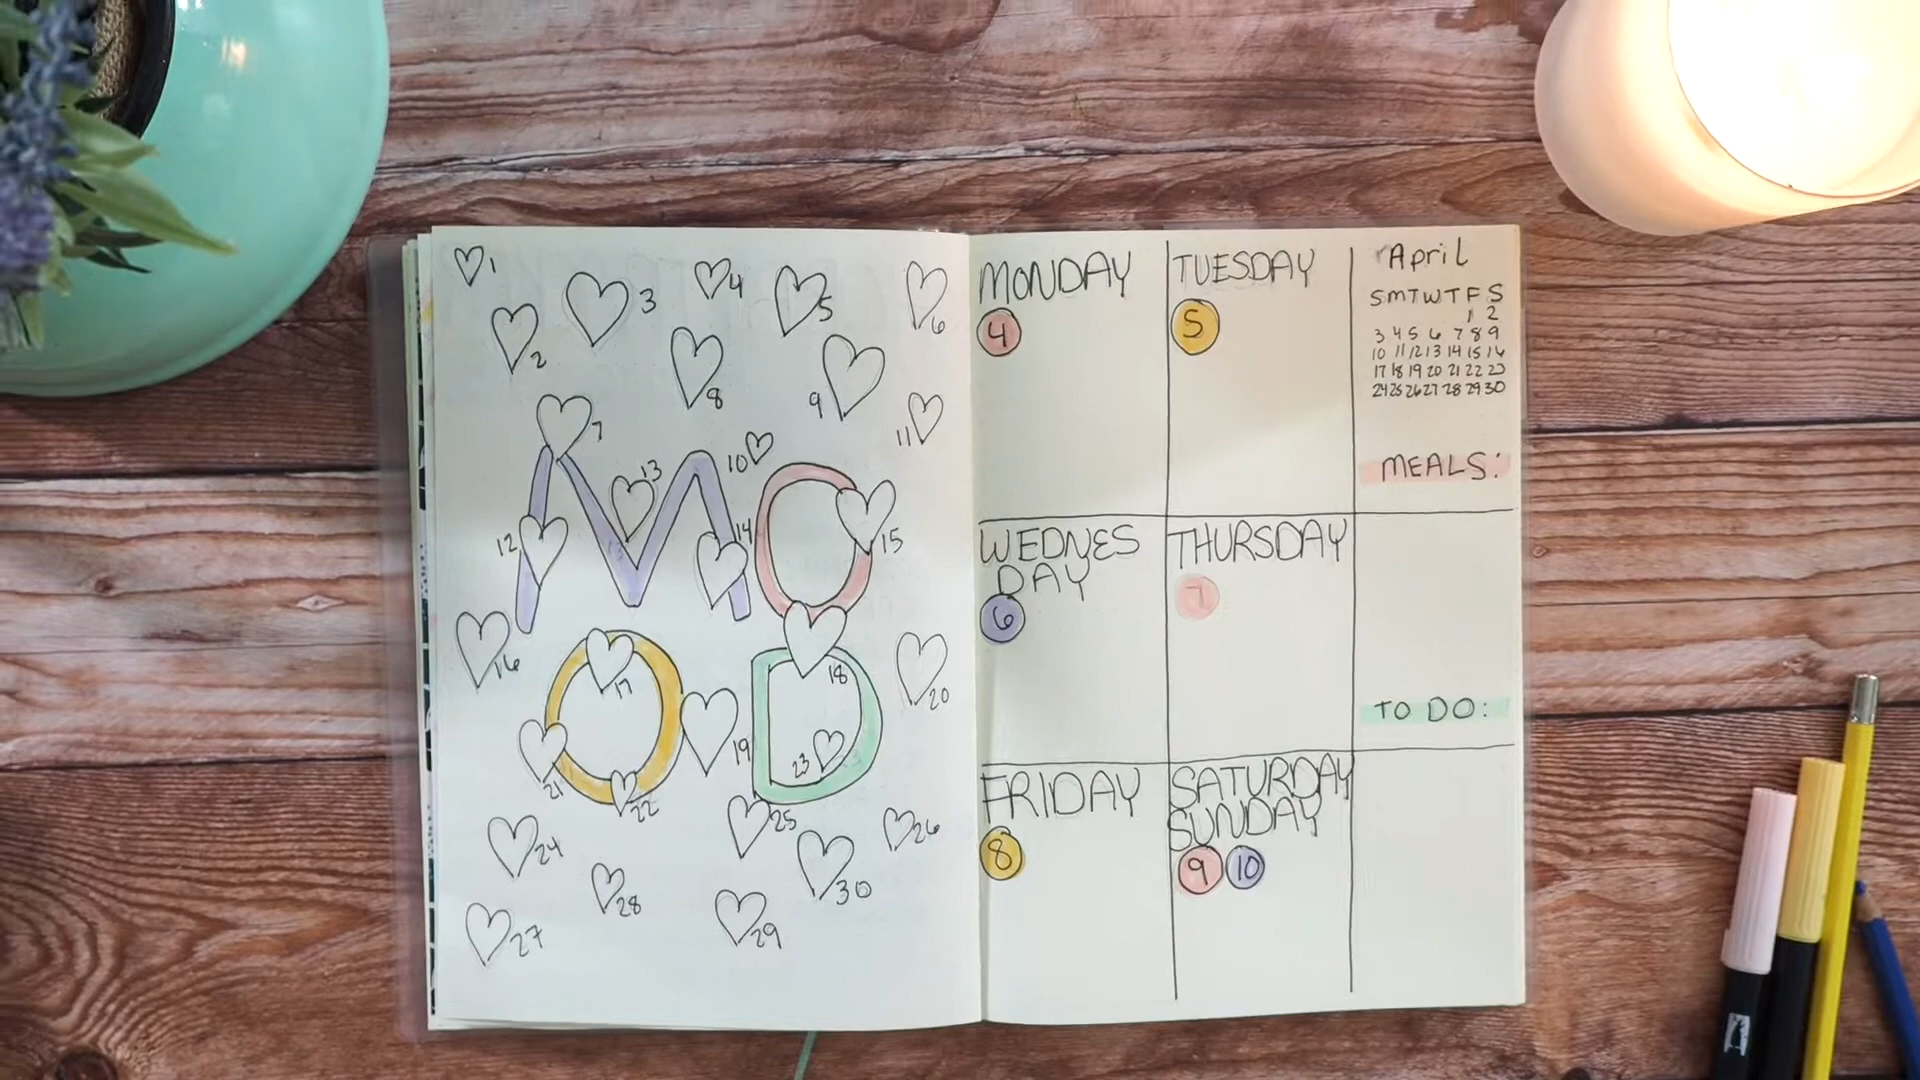 1
2
3
4
5
6
7
8
9
10
11
12
13
14
15
MOOD
16
17
18
19
20
21
22
23
24
25
26
27
28
29
30
MONDAY
4
TUESDAY
5
WEDNES
DAY
6
THURSDAY
7
FRIDAY
8
SATURDAY
SUNDAY
9 10
April
S M T W T F S
1 2
3 4 5 6 7 8 9
10 11 12 13 14 15 16
17 18 19 20 21 22 23
24 25 26 27 28 29 30
MEALS:
TO DO: